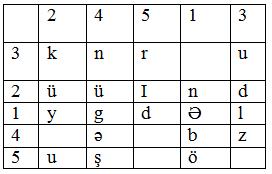 2 4 5 1 3
3 k n r u
2 ü ü I n d
1 y g d Ə l
4 ə b z
5 u ş ö